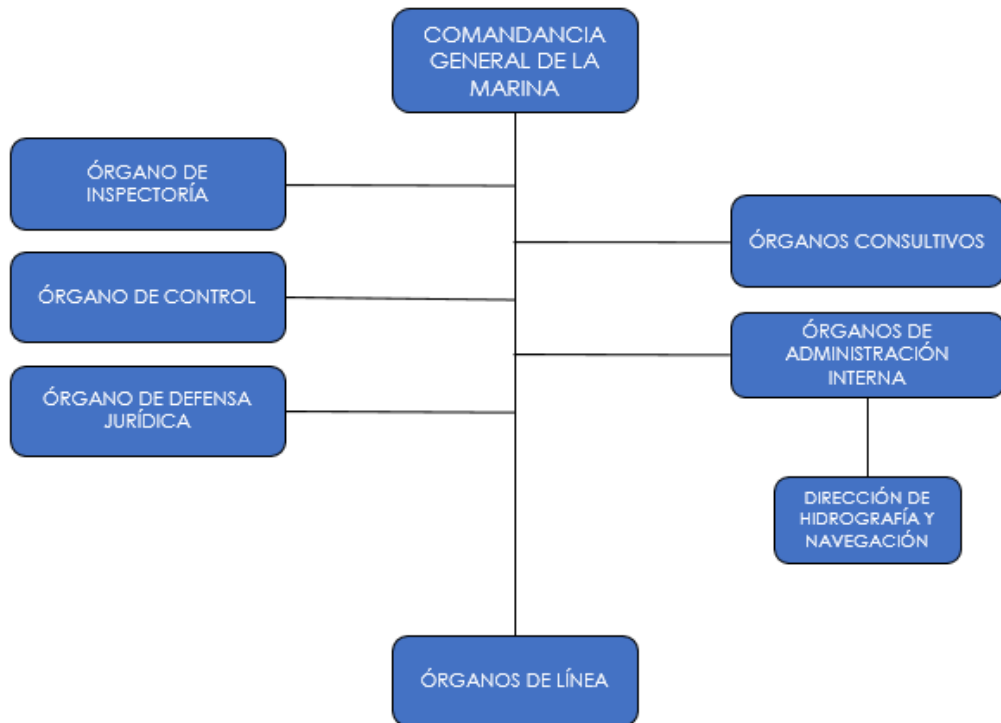 COMANDANCIA
GENERAL DE LA
MARINA
ÓRGANO DE
INSPECTORÍA
ÓRGANOS CONSULTIVOS
ÓRGANO DE CONTROL
ÓRGANOS DE
ADMINISTRACIÓN
INTERNA
ÓRGANO DE DEFENSA
JURÍDICA
DIRECCIÓN DE
HIDROGRAFÍA Y
NAVEGACIÓN
ÓRGANOS DE LÍNEA